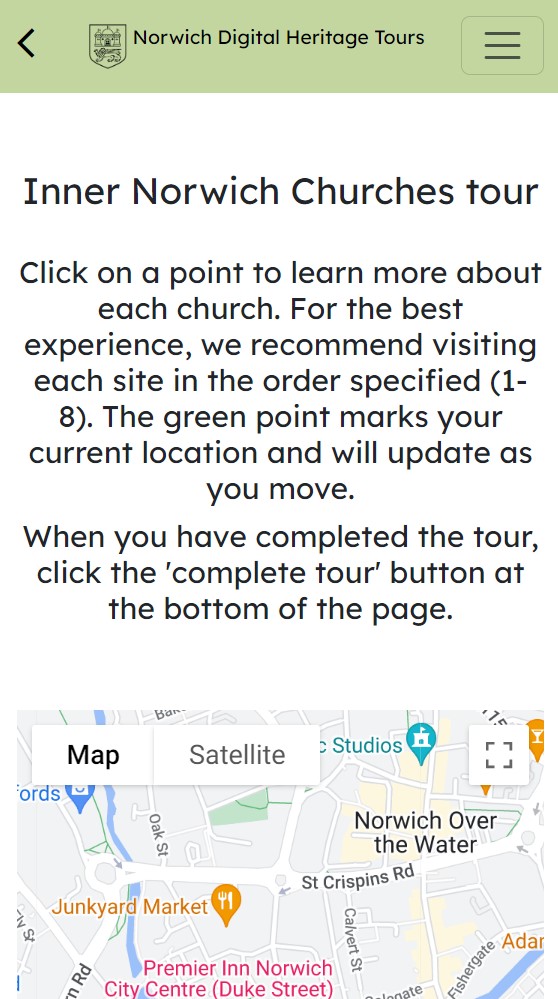 Norwich Digital Heritage Tours
Inner Norwich Churches tour
Click on a point to learn more about
each church. For the best
experience, we recommend visiting
each site in the order specified (1-
8). The green point marks your
current location and will update as
you move.
When you have completed the tour,
click the 'complete tour' button at
the bottom of the page.
Map
Satellite
c Studios
fords
Oak St
Norwich Over
the Water
St Crispins Rd
Junkyard Market
Calvert St
Fishergate
Adar
Premier Inn Norwich
City Centre (Duke Street)